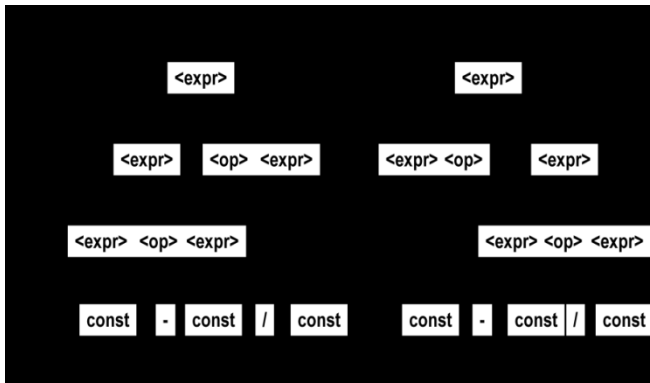 <expr> <expr>
<expr> <op> <expr> <expr> <op> <expr>
<expr> <op> <expr> <expr> <op> <expr>
const - const / const const - const / const